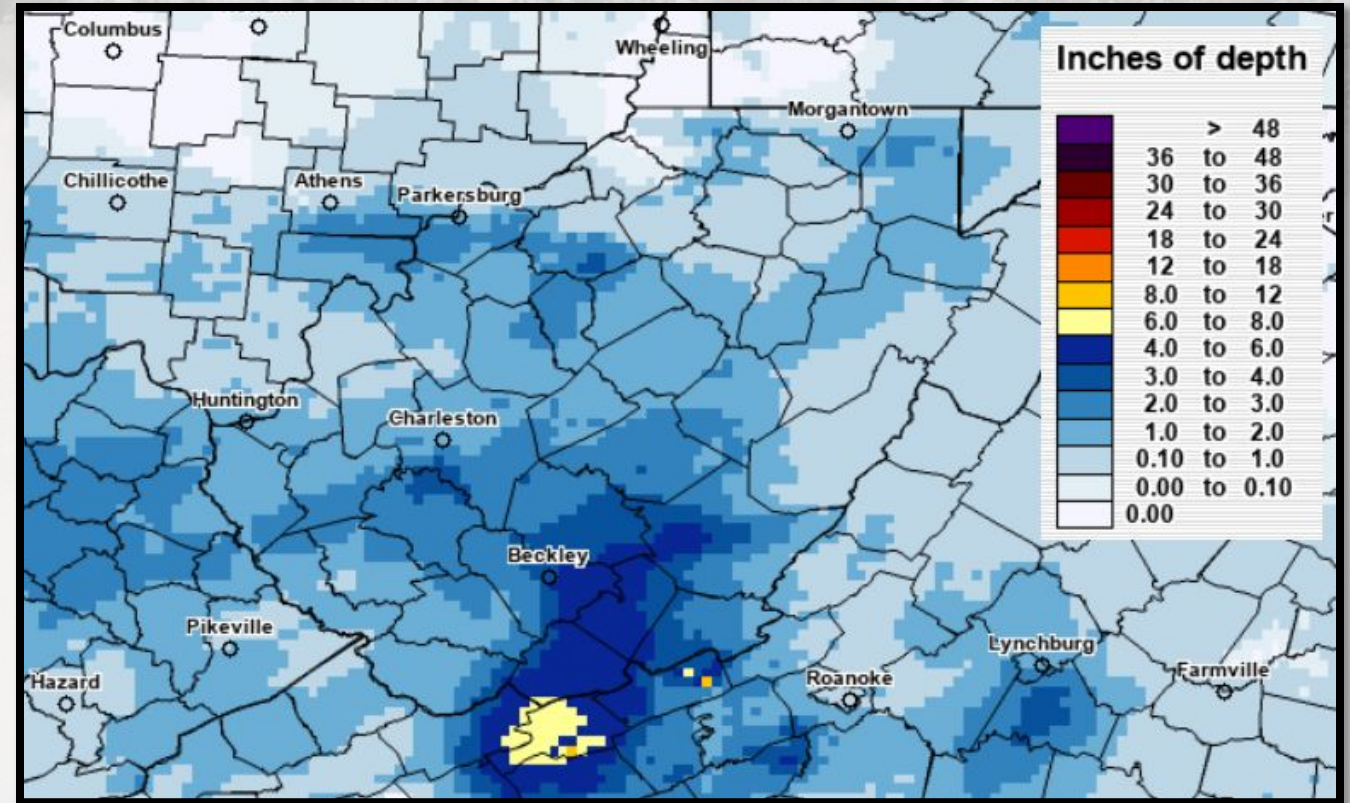 Columbus
Wheeling
Morgantown
Chillicothe
Athens
Parkersburg
Huntington
Charleston
Beckley
Pikeville
Hazard
Roanoke
Lynchburg
Farmville
Inches of depth
> 48
36 to 48
30 to 36
24 to 30
18 to 24
12 to 18
8.0 to 12
6.0 to 8.0
4.0 to 6.0
3.0 to 4.0
2.0 to 3.0
1.0 to 2.0
0.10 to 1.0
0.00 to 0.10
0.00